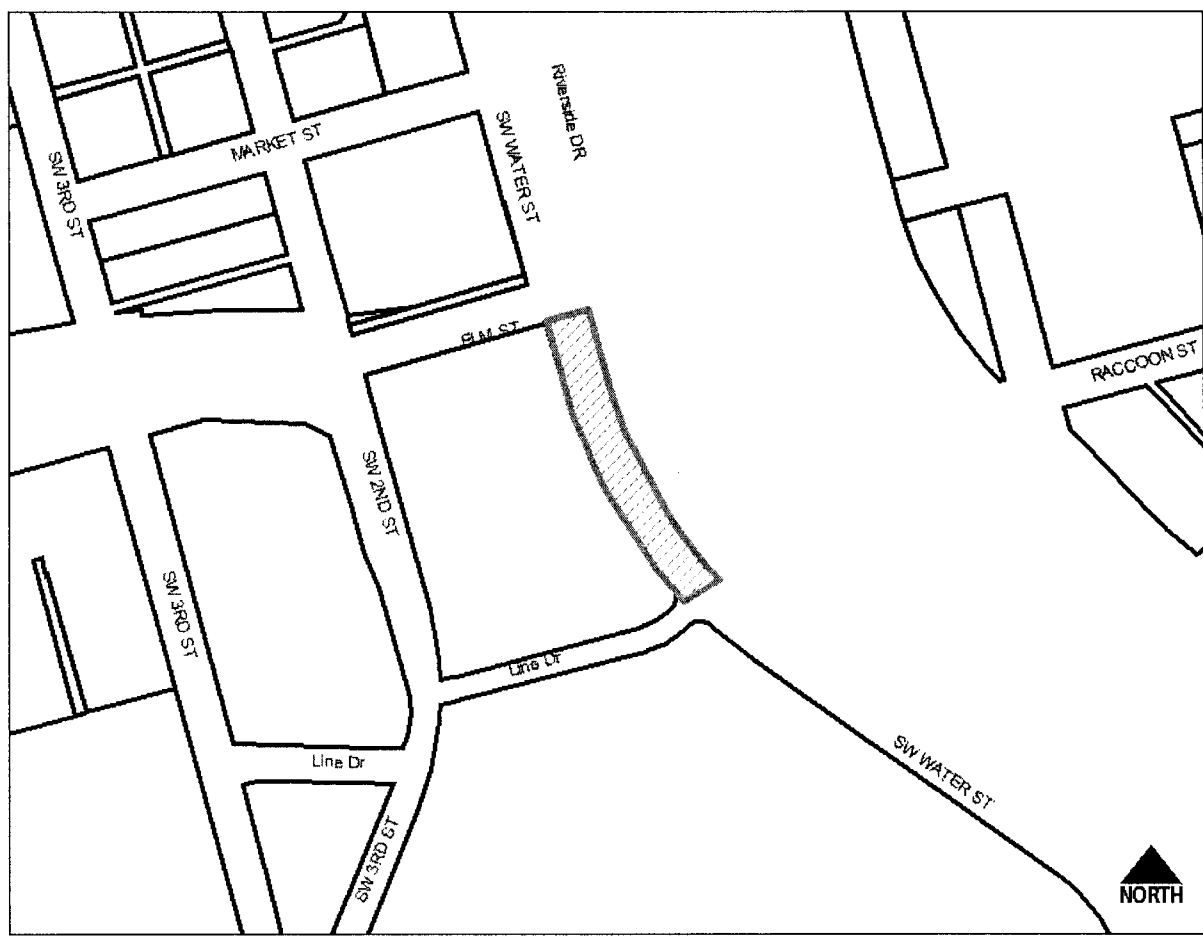 Riverside DR
MARKET ST
SW WATER ST
SW 3RD ST
ELM ST
RACCOON ST
SW 2ND ST
SW 3RD ST
Line Dr
Line Dr
SW WATER ST
SW 3RD ST
NORTH